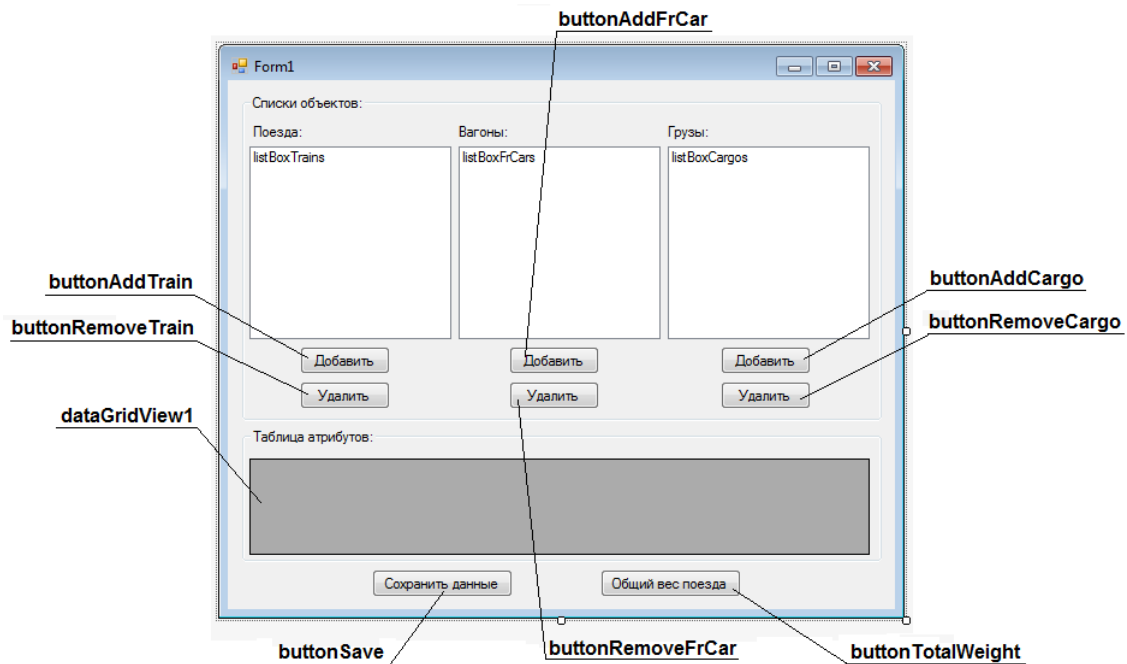 buttonAddFrCar
Form1
Списки объектов:
Поезда:
Вагоны:
Грузы:
listBoxTrains
listBoxFrCars
listBoxCargos
buttonAddTrain
buttonAddCargo
buttonRemoveTrain
buttonRemoveCargo
Добавить
Добавить
Добавить
Удалить
Удалить
Удалить
dataGridView1
Таблица атрибутов:
Сохранить данные
Общий вес поезда
buttonSave
buttonRemoveFrCar
buttonTotalWeight